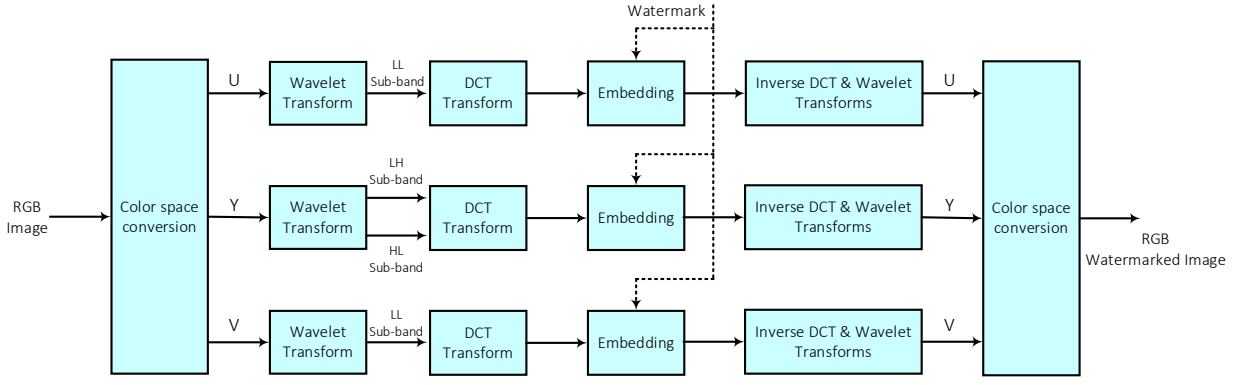 Watermark
RGB
Image
Color space
conversion
U
Wavelet
Transform
LL
Sub-band
DCT
Transform
Embedding
Inverse DCT & Wavelet
Transforms
U
Y
Wavelet
Transform
LH
Sub-band
HL
Sub-band
DCT
Transform
Embedding
Inverse DCT & Wavelet
Transforms
Y
V
Wavelet
Transform
LL
Sub-band
DCT
Transform
Embedding
Inverse DCT & Wavelet
Transforms
V
Color space
conversion
RGB
Watermarked Image